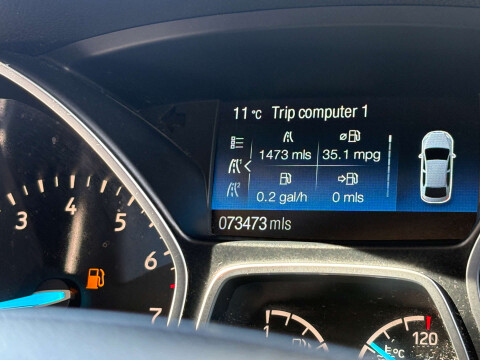 11 °C Trip computer 1
1473 mls 35.1 mpg
0.2 gal/h 0 mls
073473 mls
3 4 5 6 7
1
120
°C